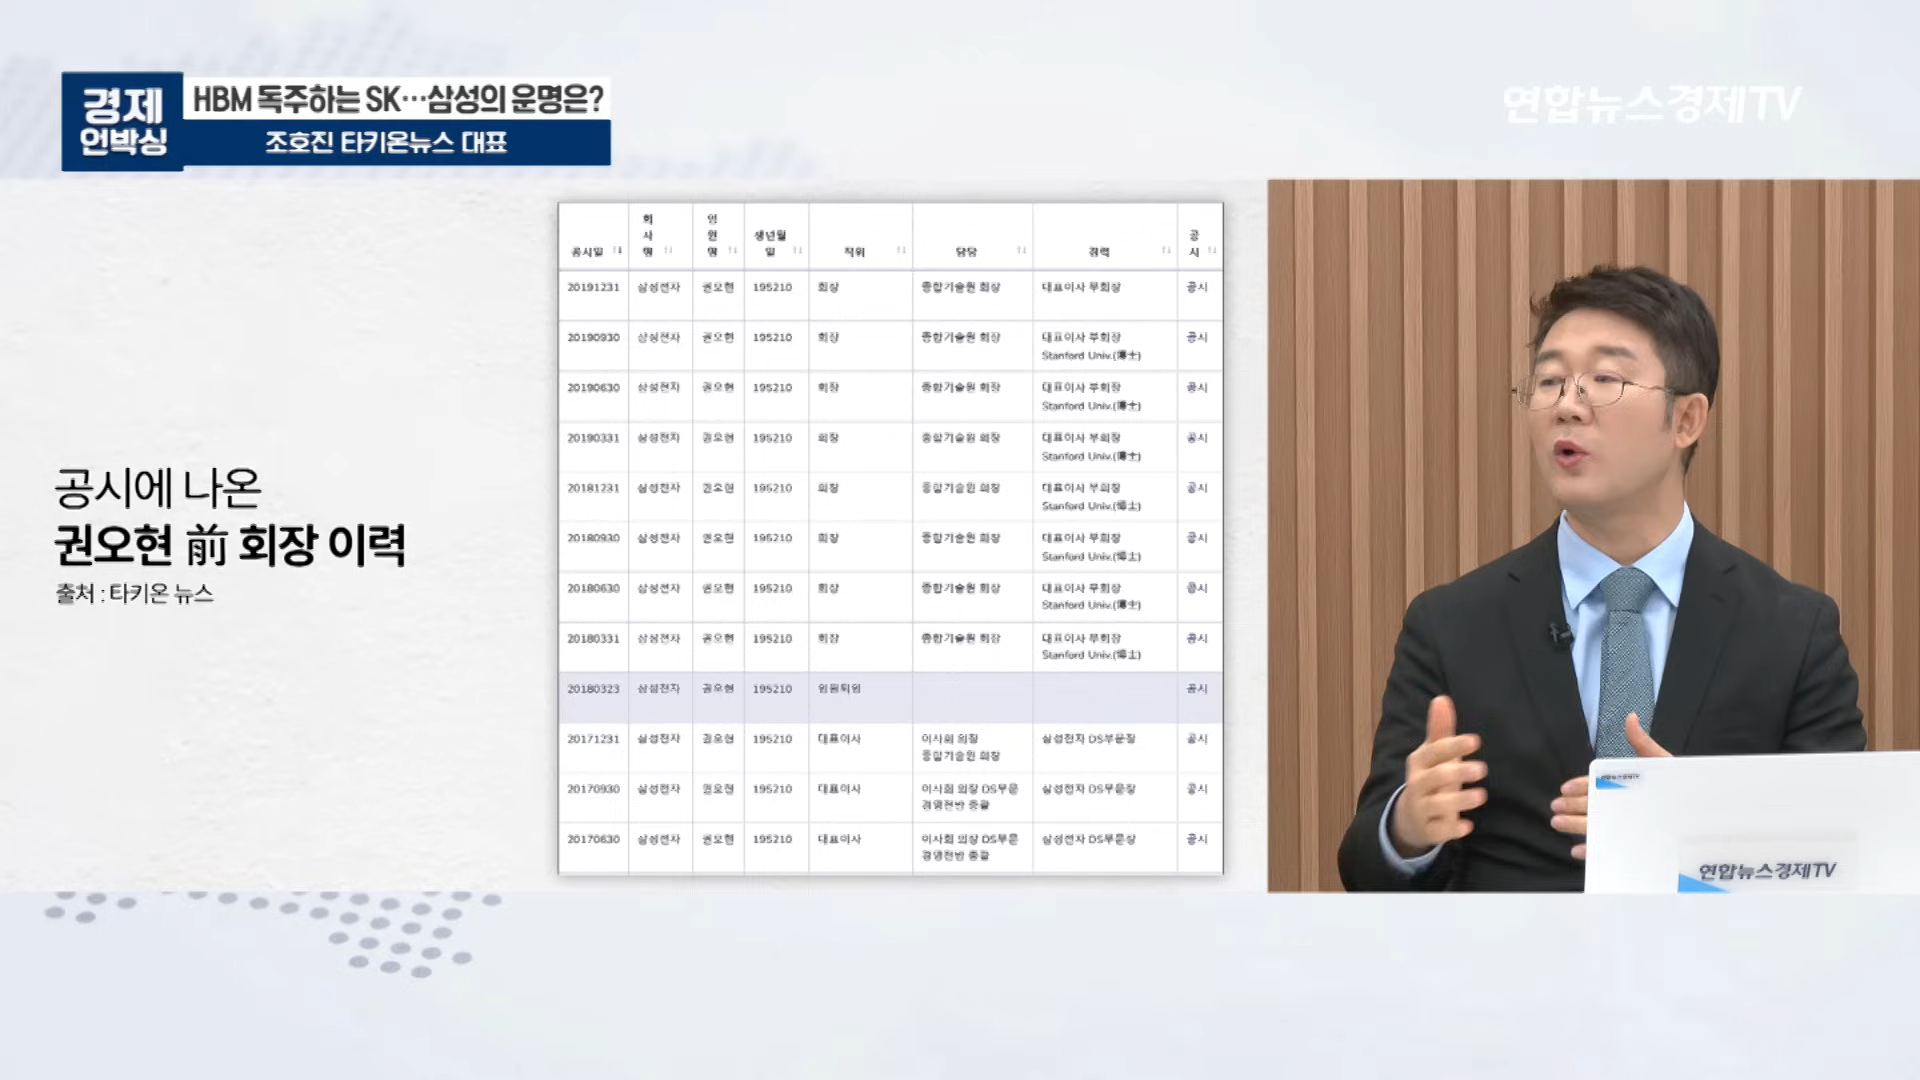 경제
언박싱
HBM 독주하는 SK…삼성의 운명은?
조호진 타키온뉴스 대표
연합뉴스경제TV
공시에 나온
권오현 前 회장 이력
출처 : 타키온 뉴스
공시일 회사명 임원명 생년월일 직위 담당 경력 공시
20191231 삼성전자 권오현 195210 회장 종합기술원 회장 대표이사 부회장 공시
20190930 삼성전자 권오현 195210 회장 종합기술원 회장 대표이사 부회장 공시
Stanford Univ.(博士)
20190630 삼성전자 권오현 195210 회장 종합기술원 회장 대표이사 부회장 공시
Stanford Univ.(博士)
20190331 삼성전자 권오현 195210 회장 종합기술원 회장 대표이사 부회장 공시
Stanford Univ.(博士)
20181231 삼성전자 권오현 195210 회장 종합기술원 회장 대표이사 부회장 공시
Stanford Univ.(博士)
20180930 삼성전자 권오현 195210 회장 종합기술원 회장 대표이사 부회장 공시
Stanford Univ.(博士)
20180630 삼성전자 권오현 195210 회장 종합기술원 회장 대표이사 부회장 공시
Stanford Univ.(博士)
20180331 삼성전자 권오현 195210 회장 종합기술원 회장 대표이사 부회장 공시
Stanford Univ.(博士)
20180323 삼성전자 권오현 195210 임원퇴임 공시
20171231 삼성전자 권오현 195210 대표이사 이사회 의장 삼성전자 DS부문장 공시
종합기술원 회장
20170930 삼성전자 권오현 195210 대표이사 이사회 의장 DS부문 삼성전자 DS부문장 공시
경영전반 총괄
20170630 삼성전자 권오현 195210 대표이사 이사회 의장 DS부문 삼성전자 DS부문장 공시
경영전반 총괄
연합뉴스경제TV
연합뉴스경제TV